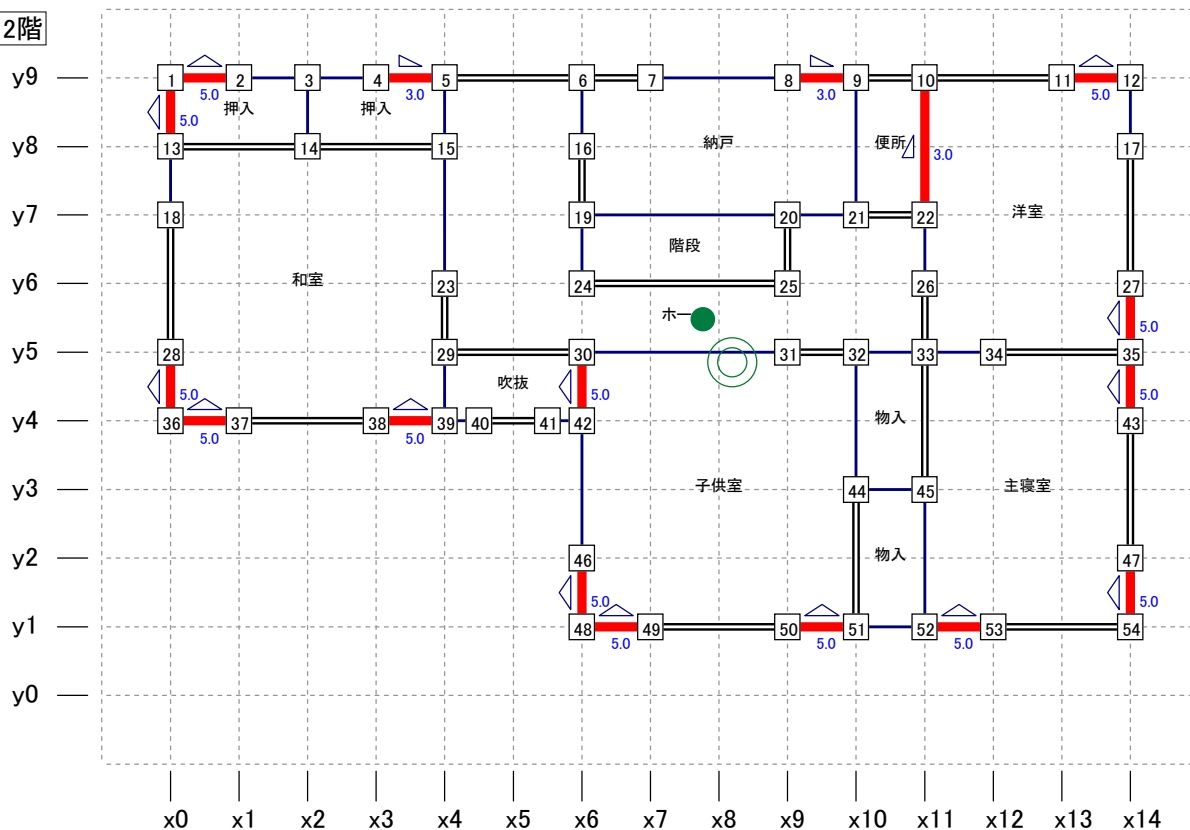 2階
y9 1 2 3 4 5 6 7 8 9 10 11 12
5.0 3.0 3.0 5.0
押入 押入
5.0 納戸 便所 3.0
y8 13 14 15 16 17
y7 18 19 20 21 22 洋室
階段
y6 和室 23 24 25 26 27
ホー 5.0
y5 28 29 30 31 32 33 34 35
吹抜
5.0 5.0 5.0
y4 36 37 38 39 40 41 42 物入 43
5.0 5.0
y3 子供室 44 45 主寝室
y2 46 物入 47
5.0 5.0
y1 48 49 50 51 52 53 54
5.0 5.0 5.0
y0
x0 x1 x2 x3 x4 x5 x6 x7 x8 x9 x10 x11 x12 x13 x14